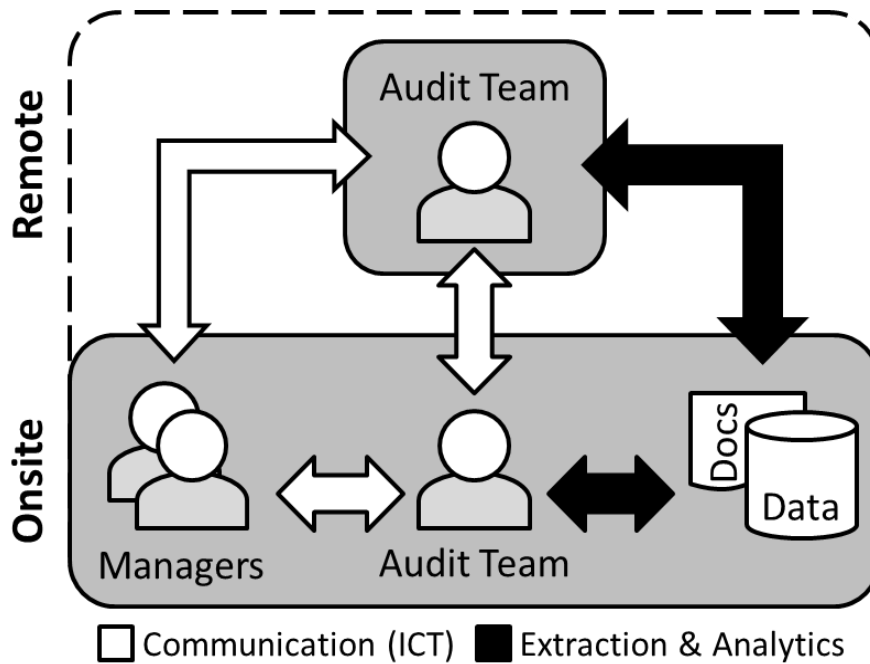 Remote
Audit Team
Onsite
Managers
Audit Team
Docs
Data
Communication (ICT)
Extraction & Analytics